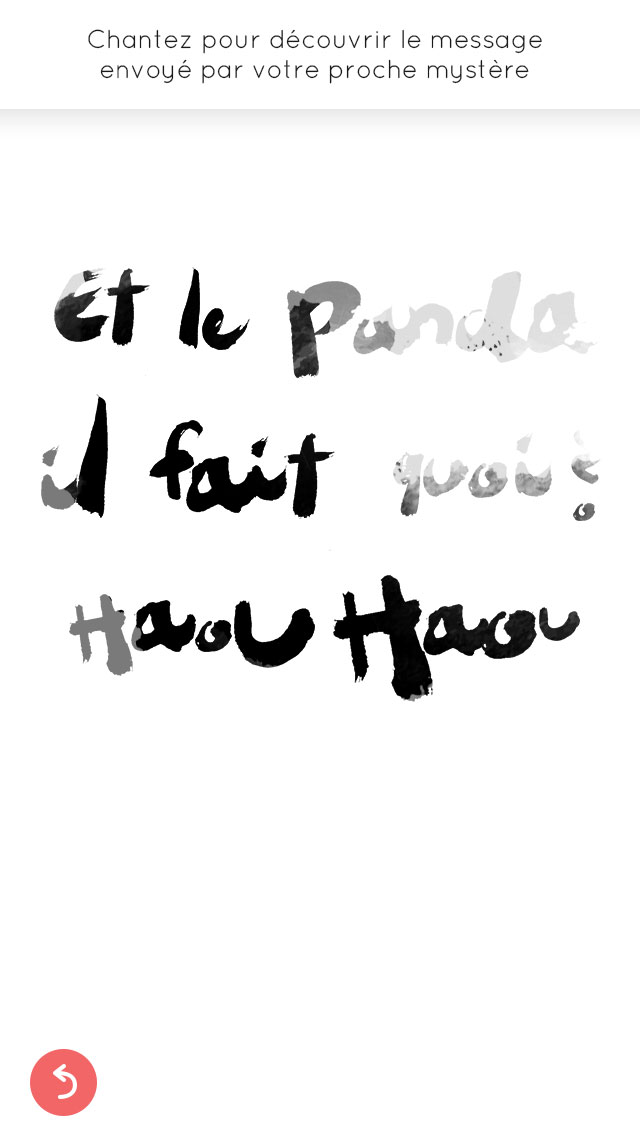 Chantez pour découvrir le message
envoyé par votre proche mystère
Et le Panda
il fait quoi ?
Haou Haou